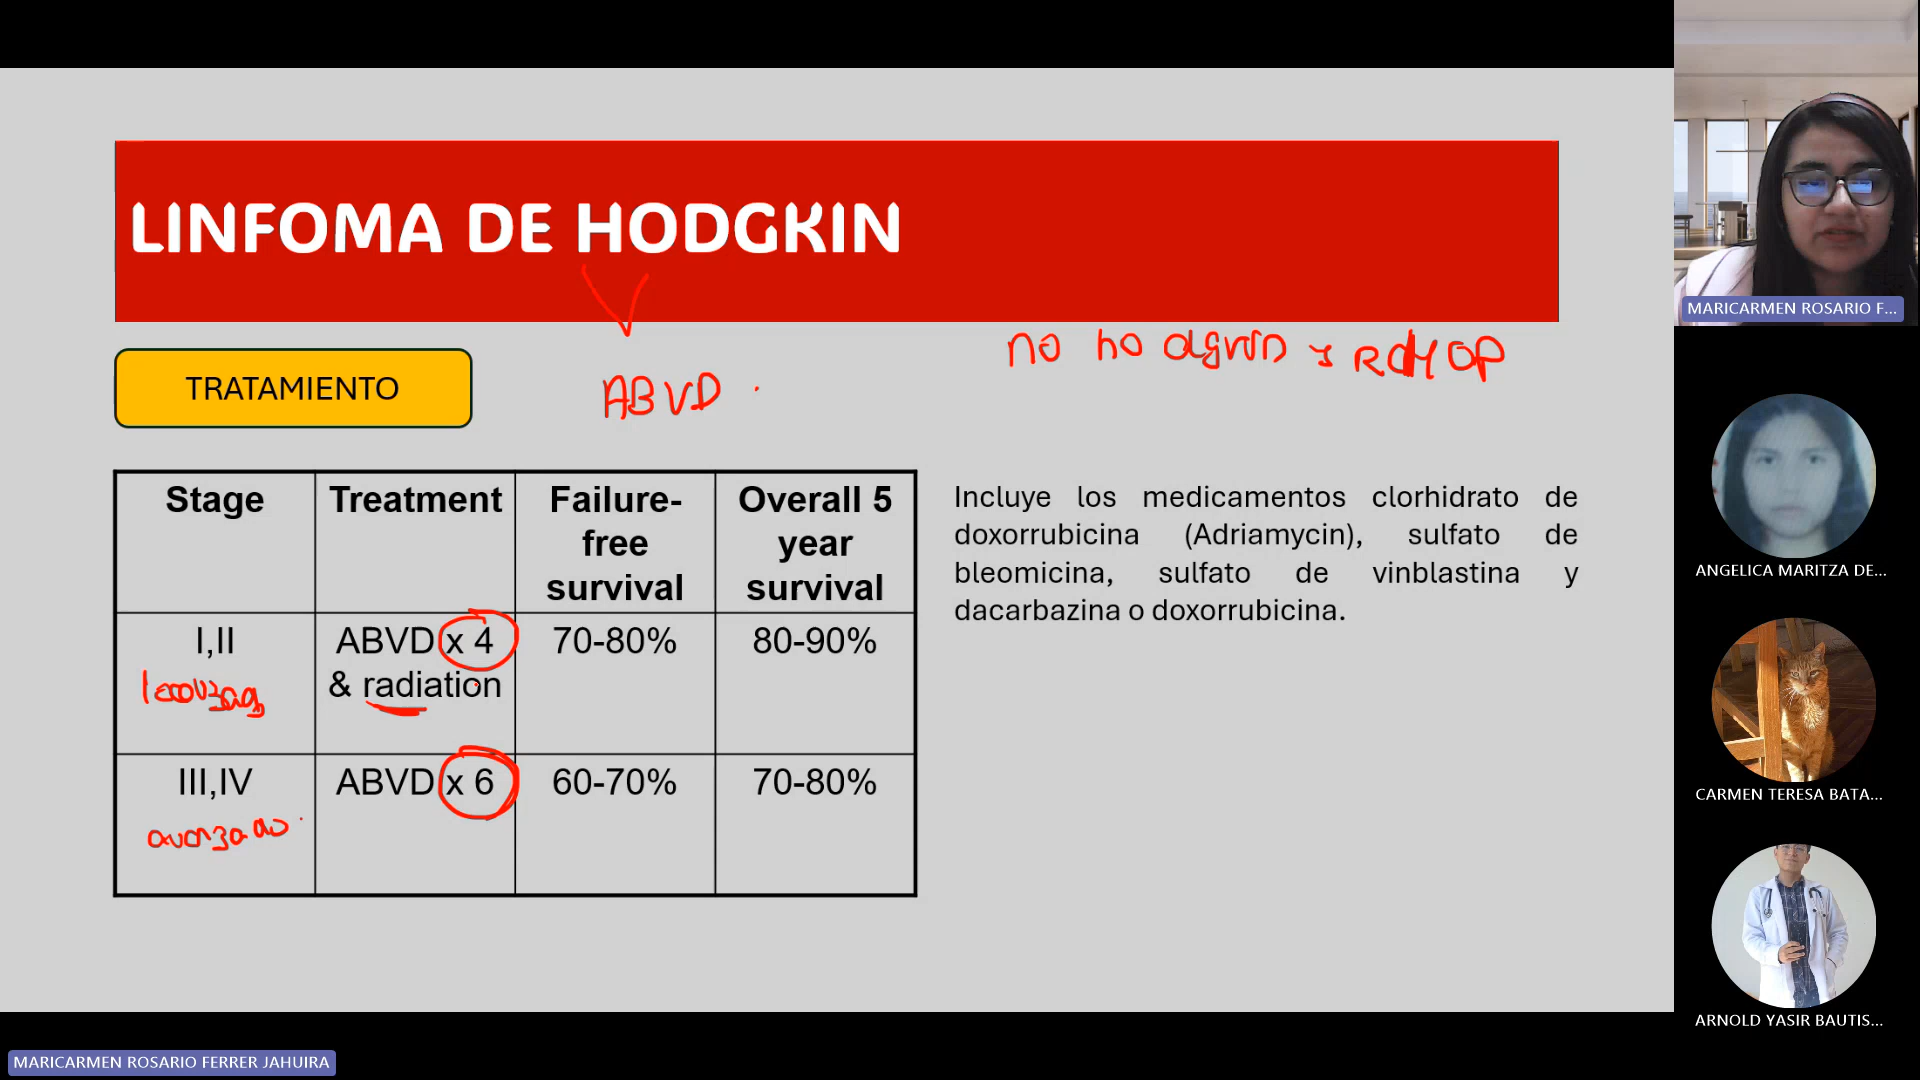 LINFOMA DE HODGKIN
TRATAMIENTO
ABVD
no hodgkin → RCHOP
Stage
Treatment
Failure-
free
survival
Overall 5
year
survival
I,II
ABVD x 4
& radiation
70-80%
80-90%
III,IV
ABVD x 6
60-70%
70-80%
avanzado
Incluye los medicamentos clorhidrato de
doxorrubicina (Adriamycin), sulfato de
bleomicina, sulfato de vinblastina y
dacarbazina o doxorrubicina.
MARICARMEN ROSARIO F...
ANGELICA MARITZA DE...
CARMEN TERESA BATA...
ARNOLD YASIR BAUTIS...
MARICARMEN ROSARIO FERRER JAHUIRA